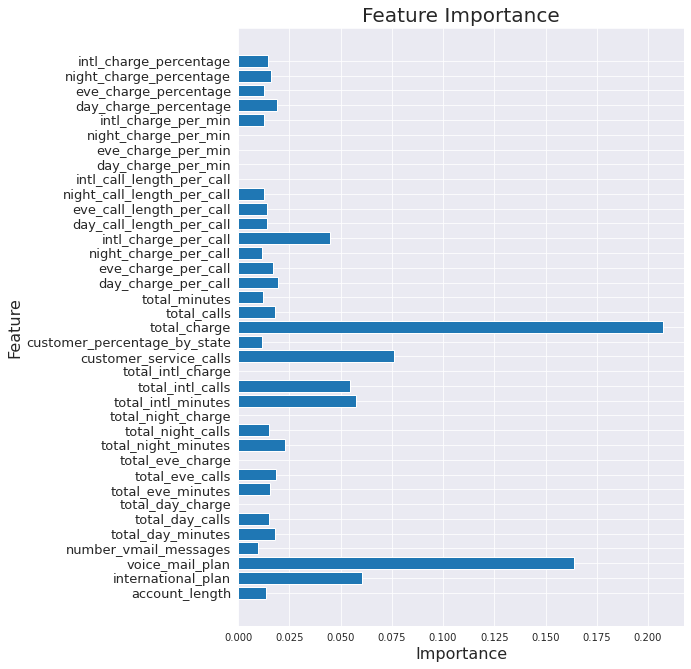 Feature Importance
intl_charge_percentage
night_charge_percentage
eve_charge_percentage
day_charge_percentage
intl_charge_per_min
night_charge_per_min
eve_charge_per_min
day_charge_per_min
intl_call_length_per_call
night_call_length_per_call
eve_call_length_per_call
day_call_length_per_call
intl_charge_per_call
night_charge_per_call
eve_charge_per_call
day_charge_per_call
total_minutes
total_calls
total_charge
customer_percentage_by_state
customer_service_calls
total_intl_charge
total_intl_calls
total_intl_minutes
total_night_charge
total_night_calls
total_night_minutes
total_eve_charge
total_eve_calls
total_eve_minutes
total_day_charge
total_day_calls
total_day_minutes
number_vmail_messages
voice_mail_plan
international_plan
account_length
Feature
0.000 0.025 0.050 0.075 0.100 0.125 0.150 0.175 0.200
Importance